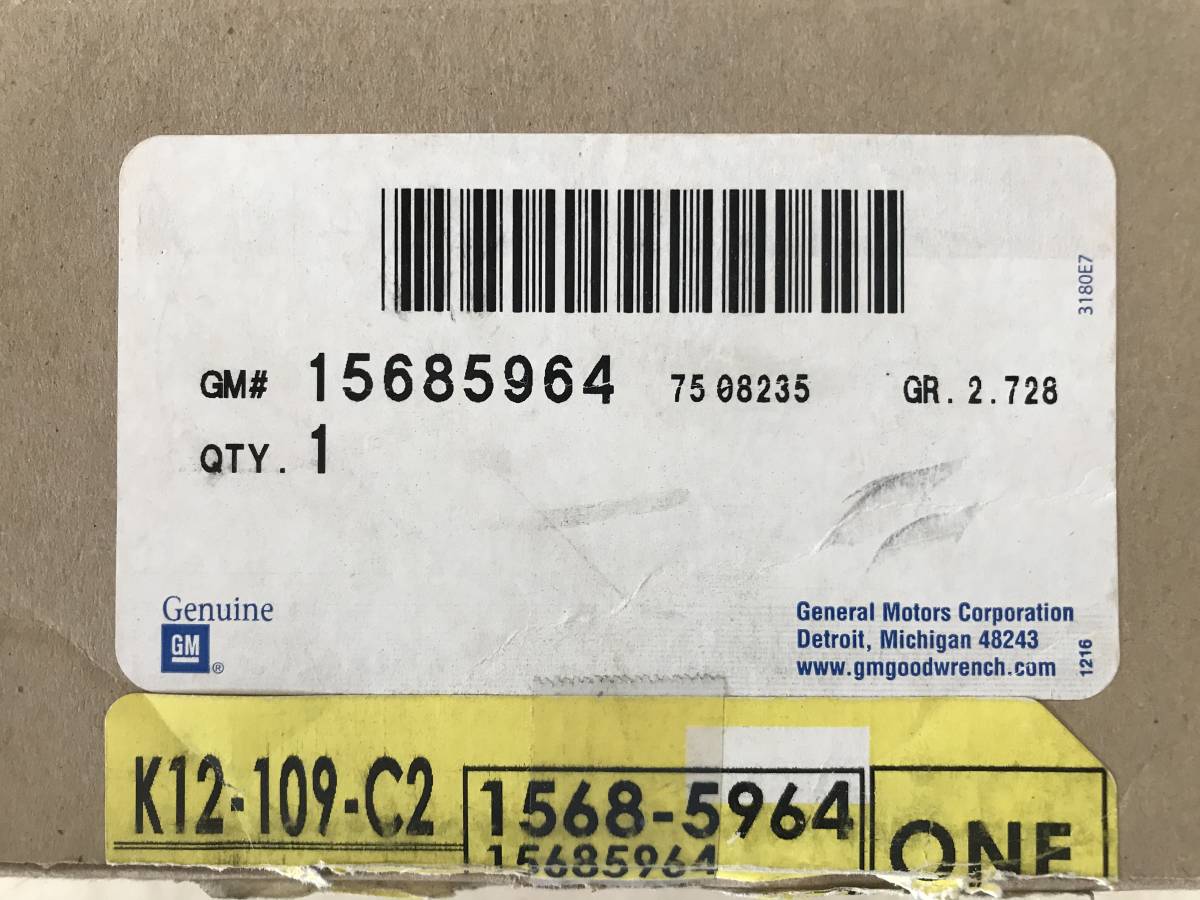 3180E7
GM# 15685964 75 08235 GR. 2.728
QTY. 1
Genuine
GM ®
General Motors Corporation
Detroit, Michigan 48243
www.gmgoodwrench.com
1216
K12-109-C2
1568-5964
15685964
ONE